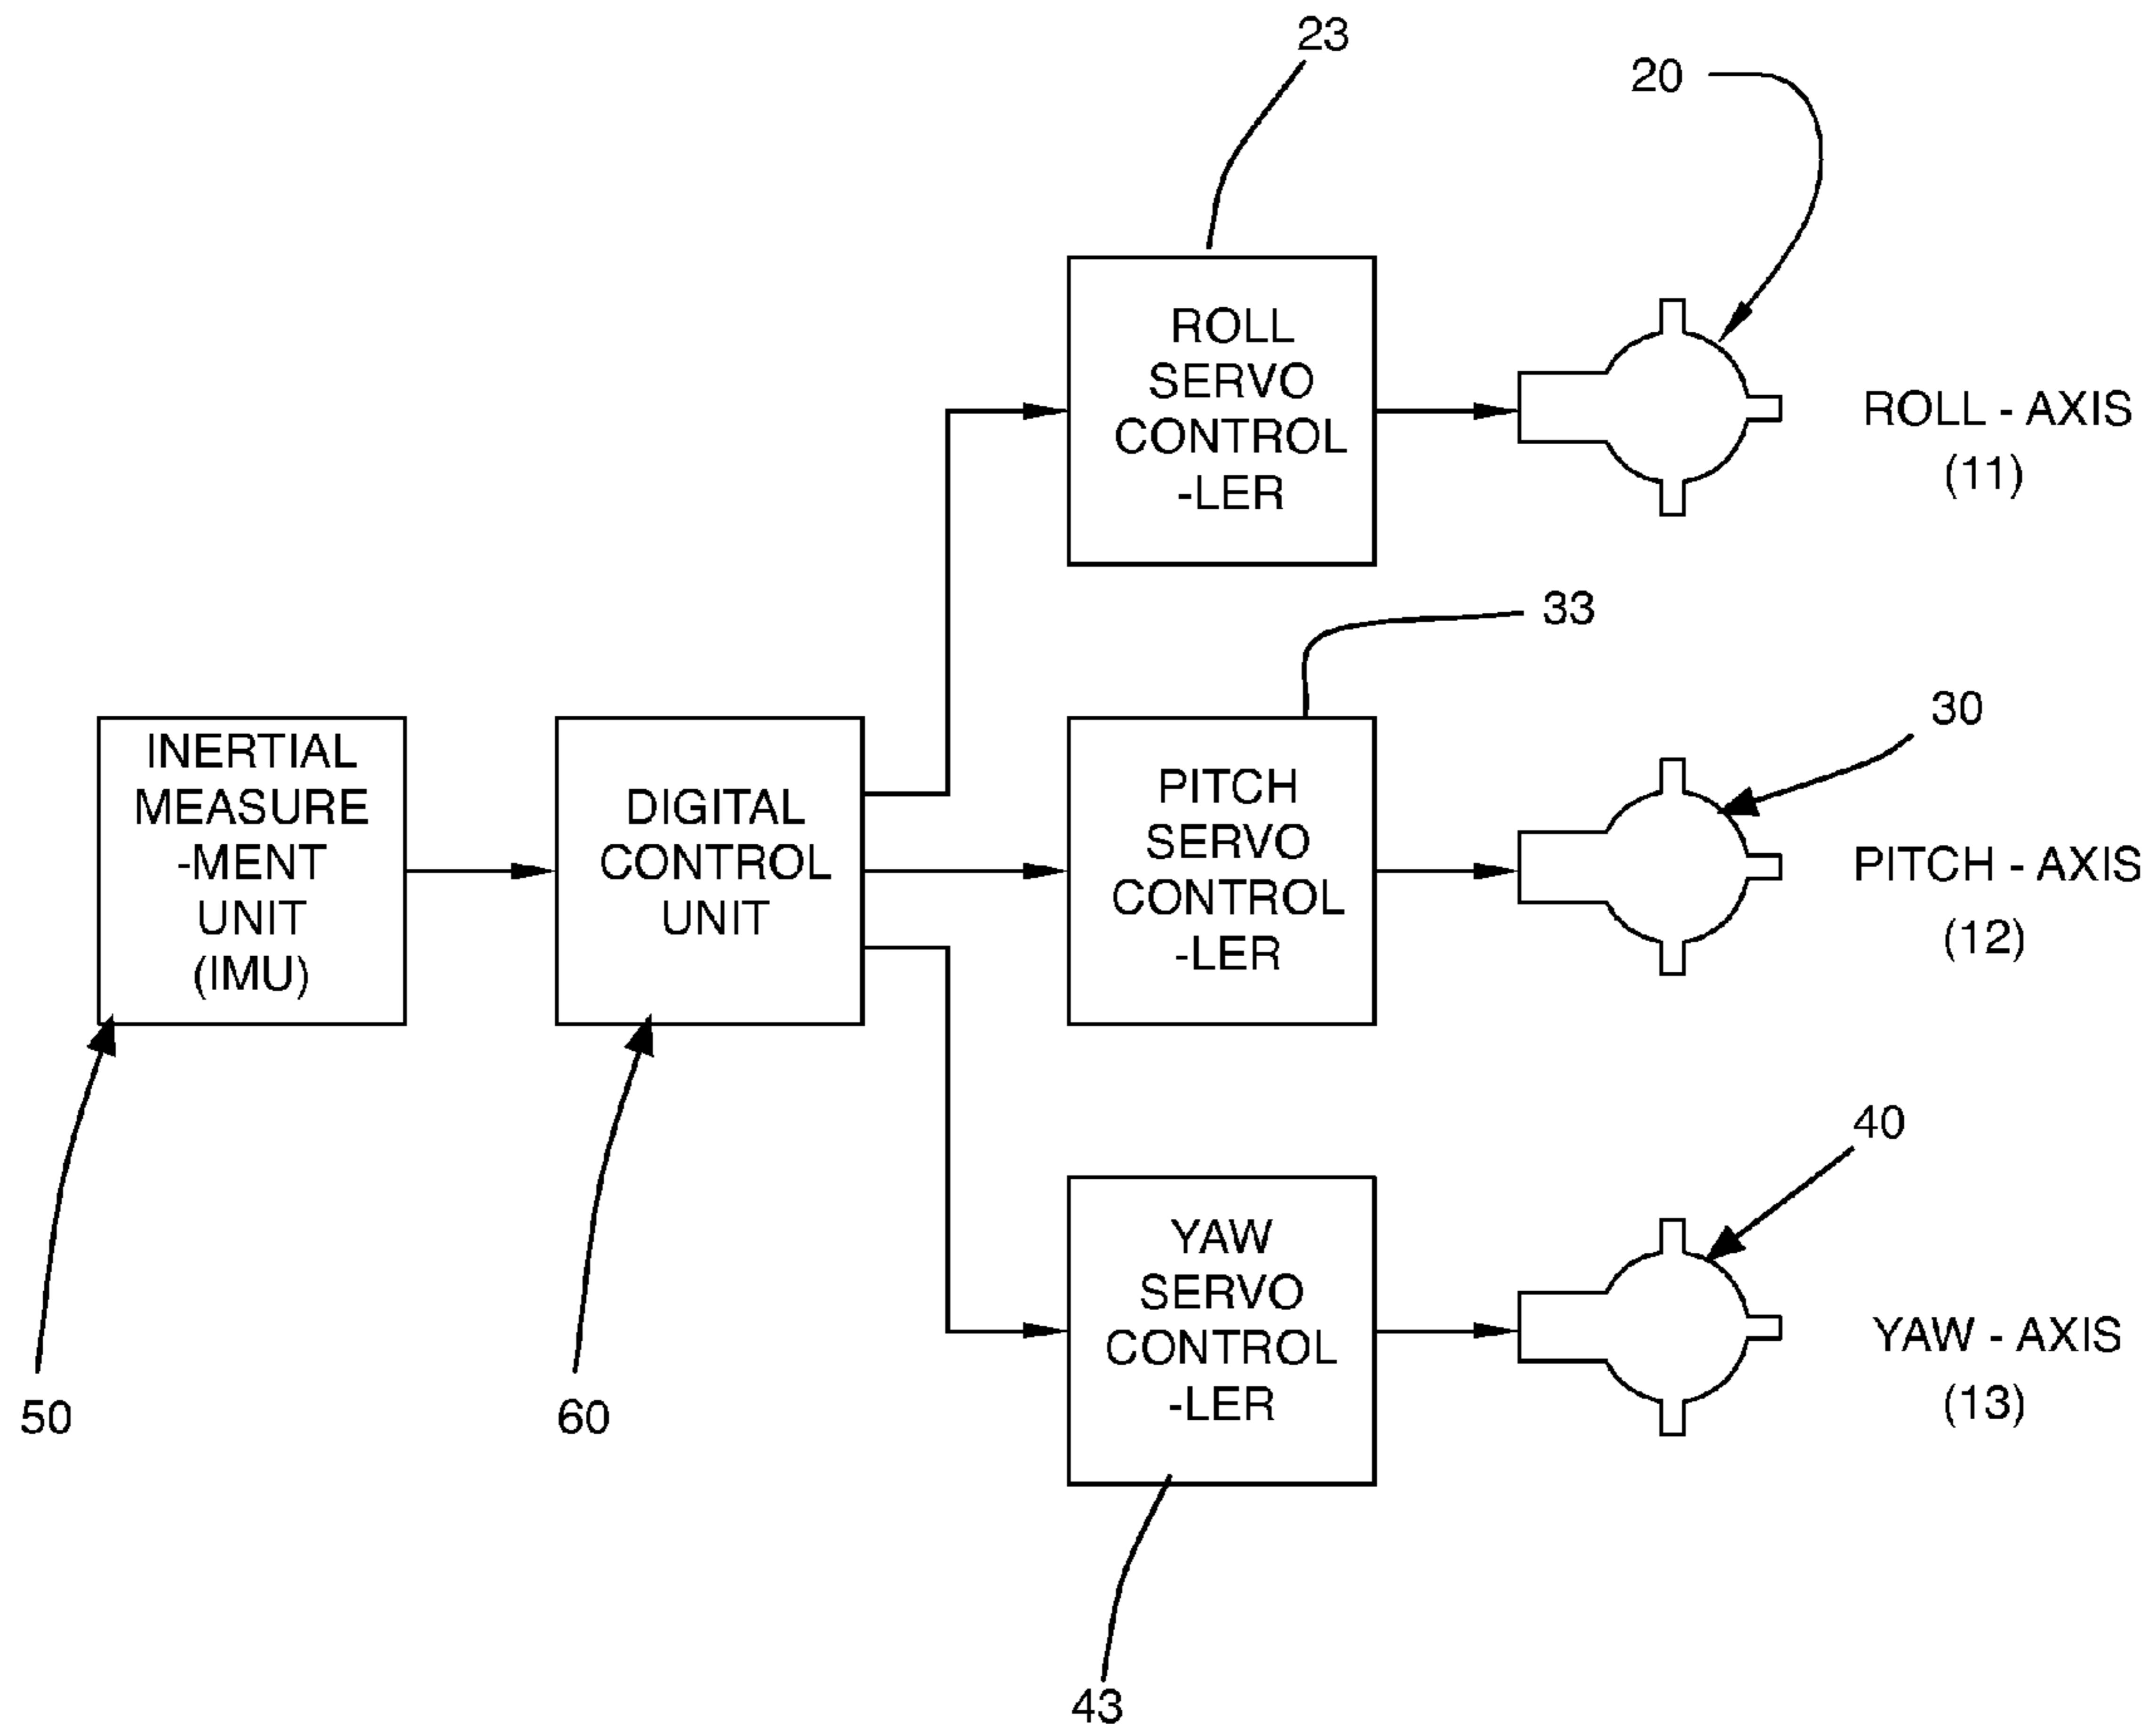 23
20
ROLL
SERVO
CONTROL
-LER
ROLL - AXIS
(11)
33
30
INERTIAL
MEASURE
-MENT
UNIT
(IMU)
DIGITAL
CONTROL
UNIT
PITCH
SERVO
CONTROL
-LER
PITCH - AXIS
(12)
40
YAW
SERVO
CONTROL
-LER
YAW - AXIS
(13)
50
60
43